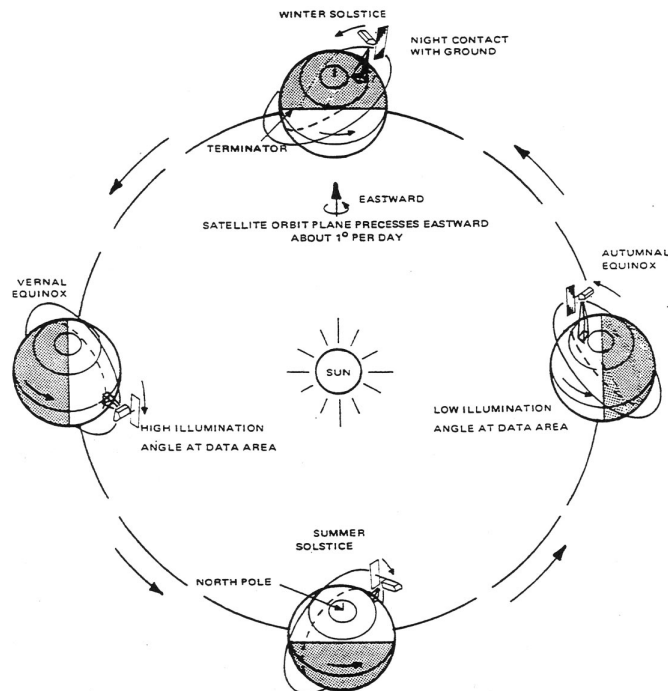 WINTER SOLSTICE
NIGHT CONTACT
WITH GROUND
TERMINATOR
EASTWARD
SATELLITE ORBIT PLANE PRECESSES EASTWARD
ABOUT 1° PER DAY
VERNAL
EQUINOX
AUTUMNAL
EQUINOX
SUN
HIGH ILLUMINATION
ANGLE AT DATA AREA
LOW ILLUMINATION
ANGLE AT DATA AREA
SUMMER
SOLSTICE
NORTH POLE